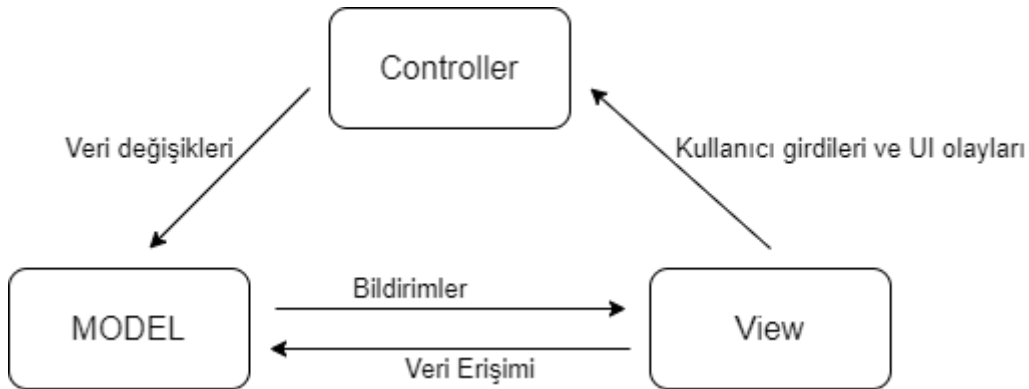 Controller
Veri değişikleri
Kullanıcı girdileri ve UI olayları
MODEL
Bildirimler
View
Veri Erişimi